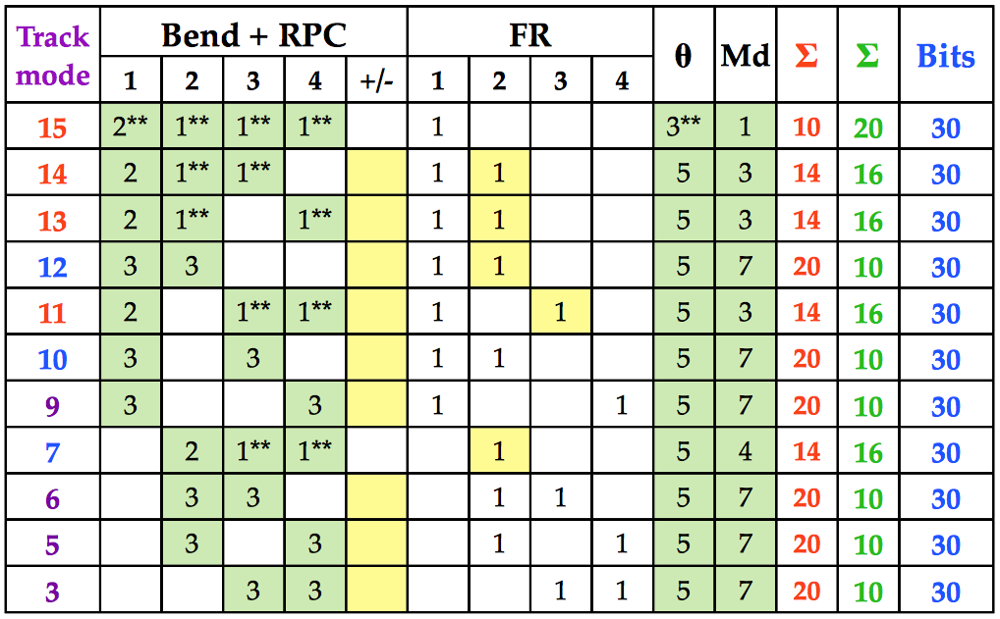 Track mode Bend + RPC FR θ Md Σ Σ Bits
1 2 3 4 +/- 1 2 3 4
15 2** 1** 1** 1** 1 3** 1 10 20 30
14 2 1** 1** 1 1 5 3 14 16 30
13 2 1** 1** 1 1 5 3 14 16 30
12 3 3 1 1 5 7 20 10 30
11 2 1** 1** 1 1 5 3 14 16 30
10 3 3 1 1 5 7 20 10 30
9 3 3 1 1 5 7 20 10 30
7 2 1** 1** 1 5 4 14 16 30
6 3 3 1 1 5 7 20 10 30
5 3 3 1 1 5 7 20 10 30
3 3 3 1 1 5 7 20 10 30